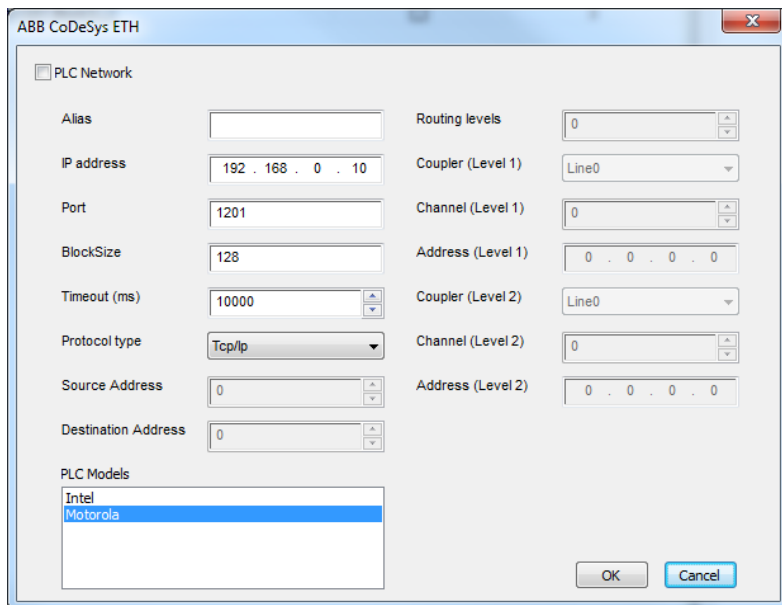 ABB CoDeSys ETH
PLC Network
Alias
IP address 192 . 168 . 0 . 10
Port 1201
BlockSize 128
Timeout (ms) 10000
Protocol type Tcp/Ip
Source Address 0
Destination Address 0
PLC Models
Intel
Motorola
Routing levels 0
Coupler (Level 1) Line0
Channel (Level 1) 0
Address (Level 1) 0 . 0 . 0 . 0
Coupler (Level 2) Line0
Channel (Level 2) 0
Address (Level 2) 0 . 0 . 0 . 0
OK Cancel